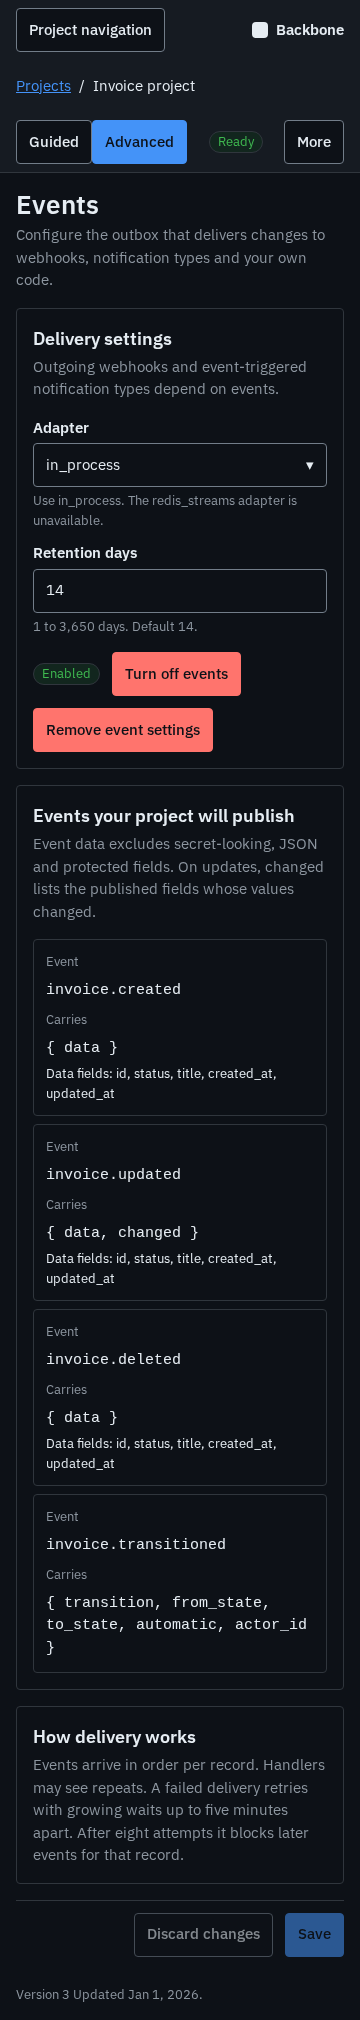 Project navigation
Backbone
Projects / Invoice project
Guided
Advanced
Ready
More
Events
Configure the outbox that delivers changes to
webhooks, notification types and your own
code.
Delivery settings
Outgoing webhooks and event-triggered
notification types depend on events.
Adapter
in_process
Use in_process. The redis_streams adapter is
unavailable.
Retention days
14
1 to 3,650 days. Default 14.
Enabled
Turn off events
Remove event settings
Events your project will publish
Event data excludes secret-looking, JSON
and protected fields. On updates, changed
lists the published fields whose values
changed.
Event
invoice.created
Carries
{ data }
Data fields: id, status, title, created_at,
updated_at
Event
invoice.updated
Carries
{ data, changed }
Data fields: id, status, title, created_at,
updated_at
Event
invoice.deleted
Carries
{ data }
Data fields: id, status, title, created_at,
updated_at
Event
invoice.transitioned
Carries
{ transition, from_state,
to_state, automatic, actor_id
}
How delivery works
Events arrive in order per record. Handlers
may see repeats. A failed delivery retries
with growing waits up to five minutes
apart. After eight attempts it blocks later
events for that record.
Discard changes
Save
Version 3 Updated Jan 1, 2026.